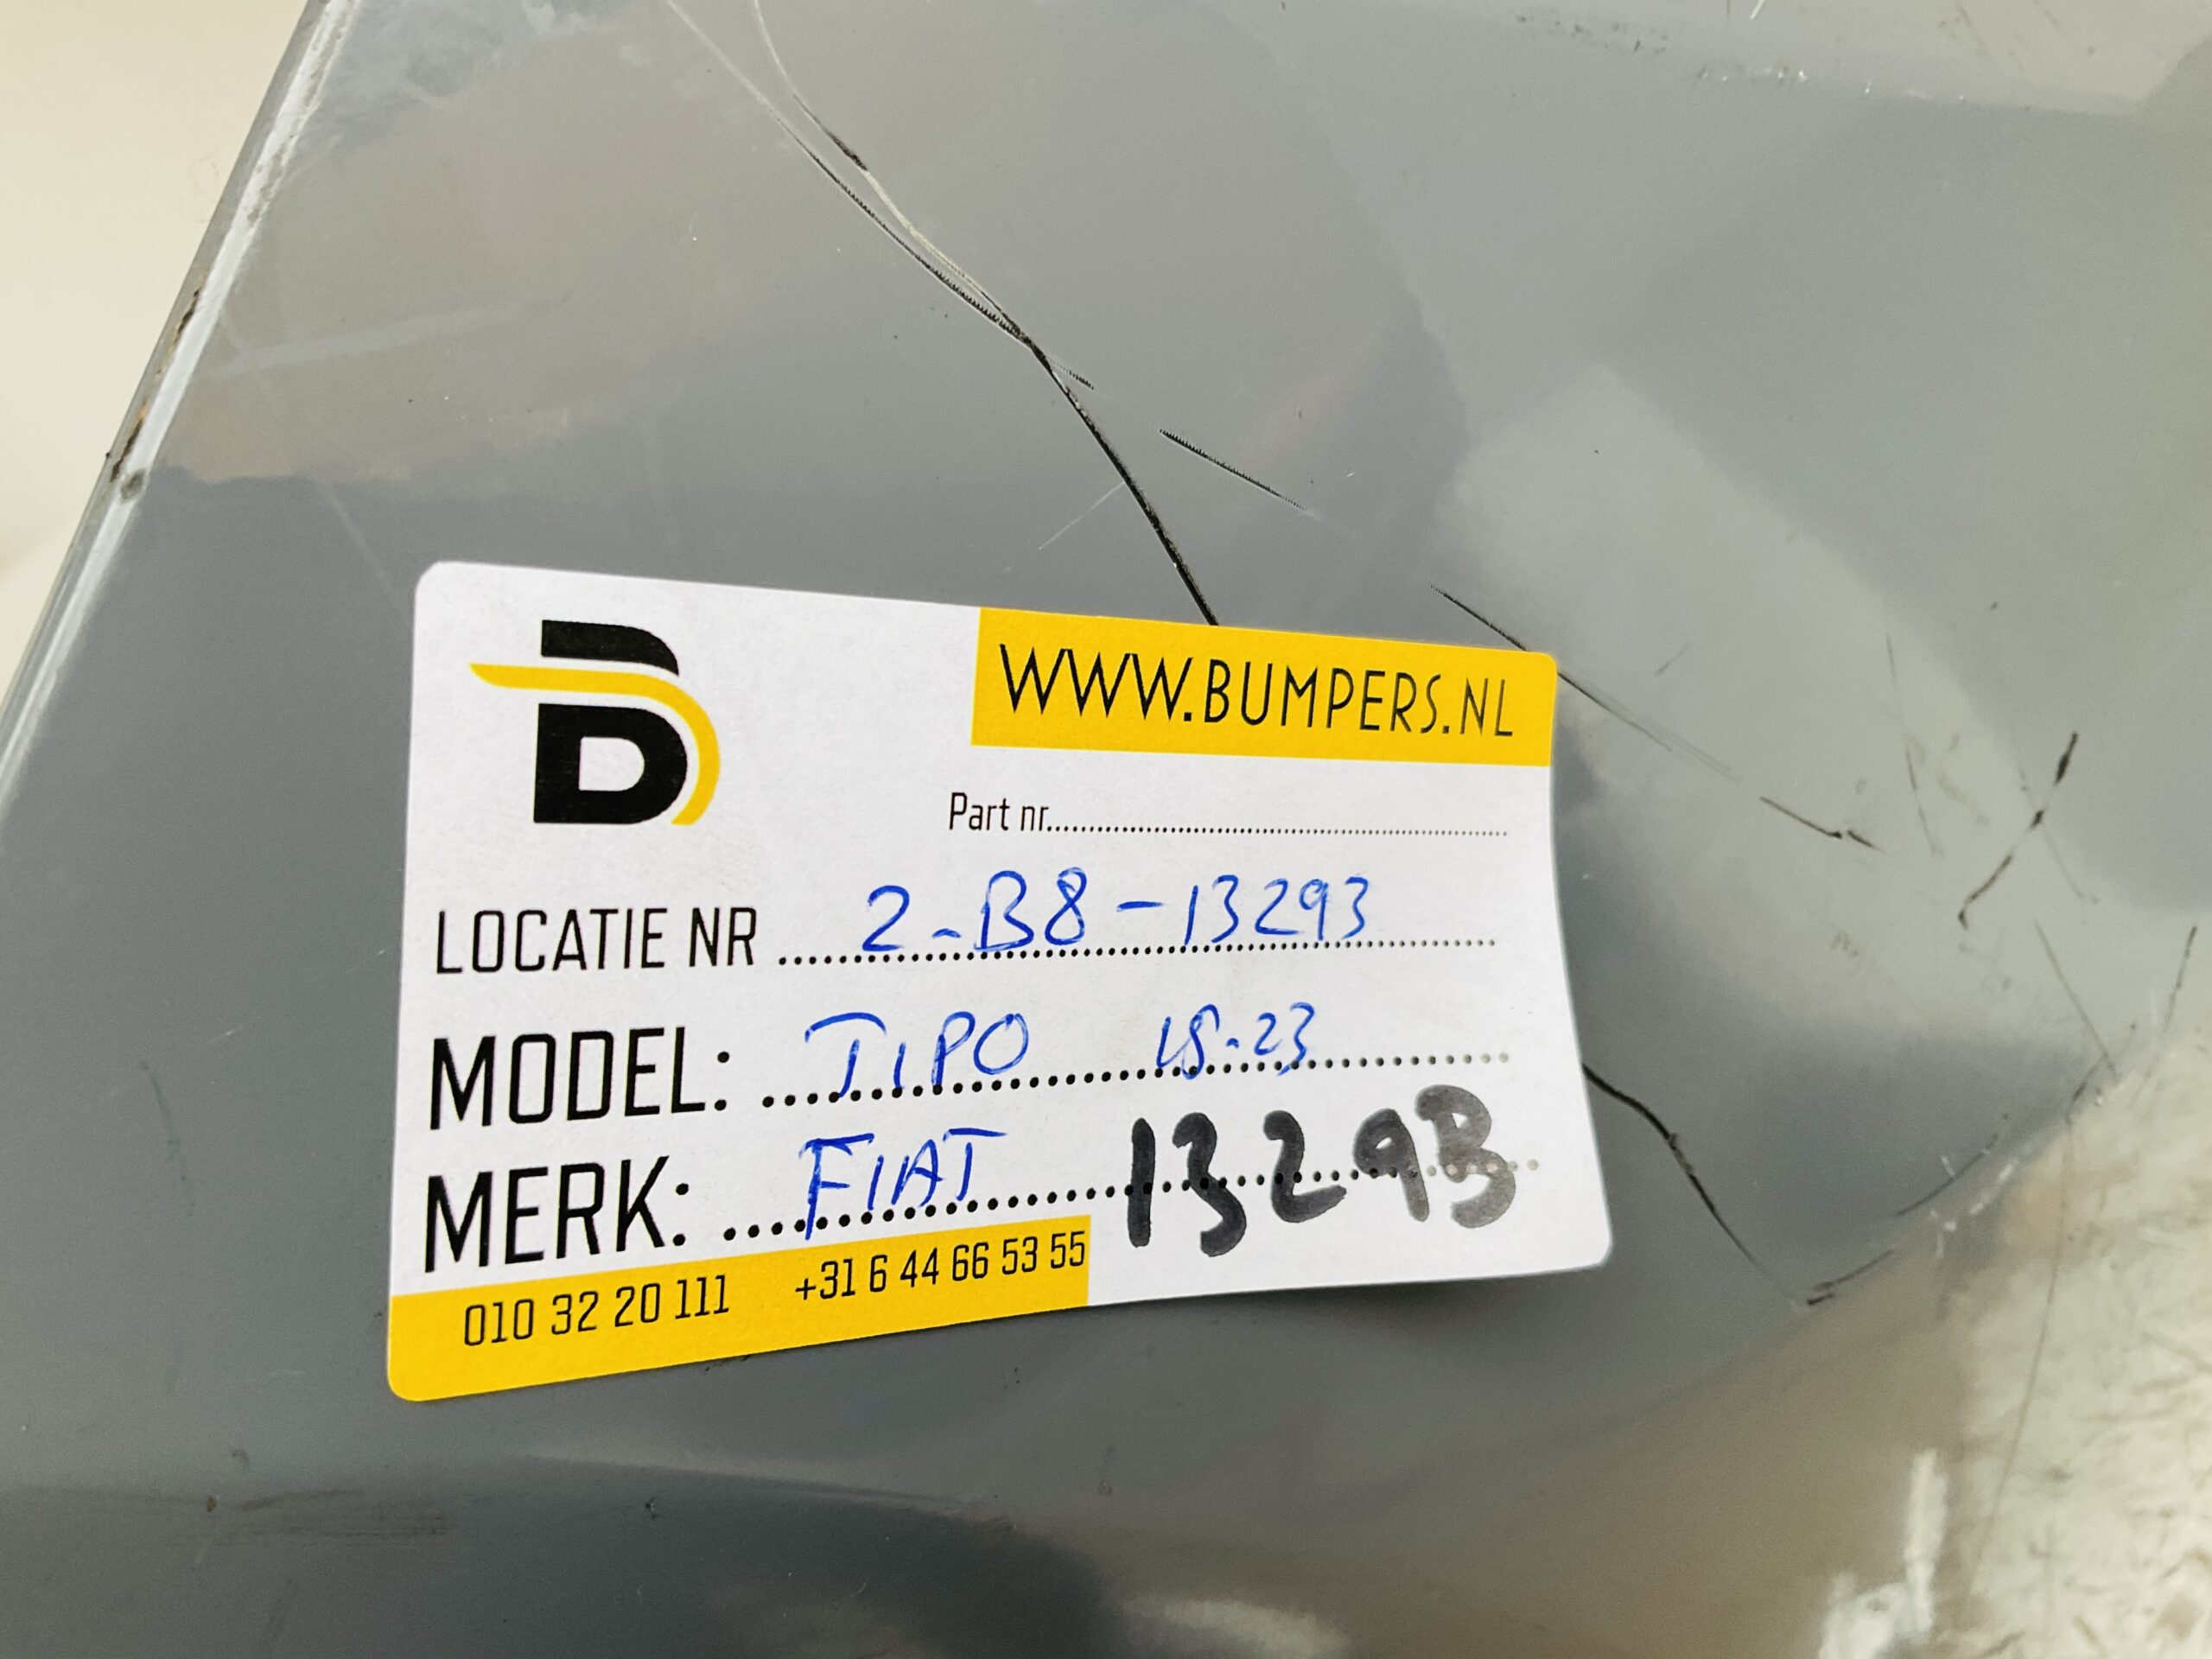 WWW.BUMPERS.NL
Part nr.
LOCATIE NR 2-B8-13293
MODEL: TIPO 18-23
MERK: FIAT 13293
010 32 20 111 +31 6 44 66 53 55